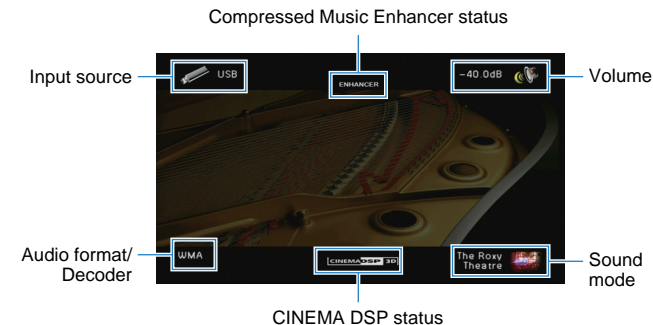 Compressed Music Enhancer status
Input source
USB
ENHANCER
-40.0dB
Volume
Audio format/
Decoder
WMA
CINEMA DSP 3D
The Roxy
Theatre
Sound
mode
CINEMA DSP status